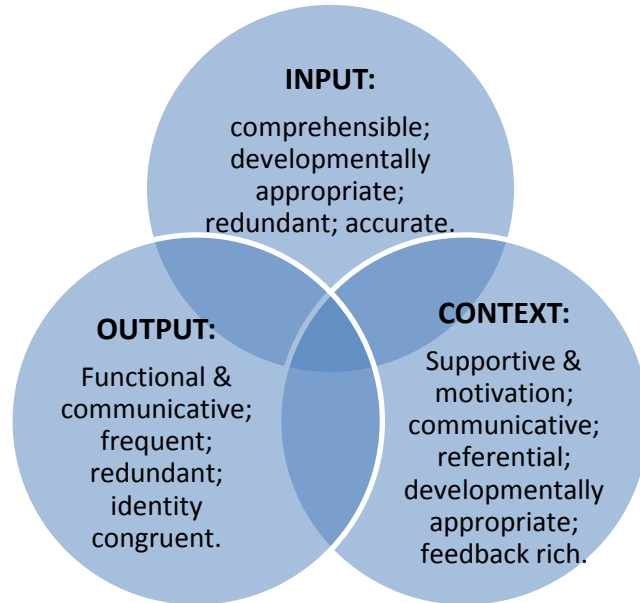 INPUT:
comprehensible;
developmentally
appropriate;
redundant; accurate.
OUTPUT:
Functional &
communicative;
frequent;
redundant;
identity
congruent.
CONTEXT:
Supportive &
motivation;
communicative;
referential;
developmentally
appropriate;
feedback rich.